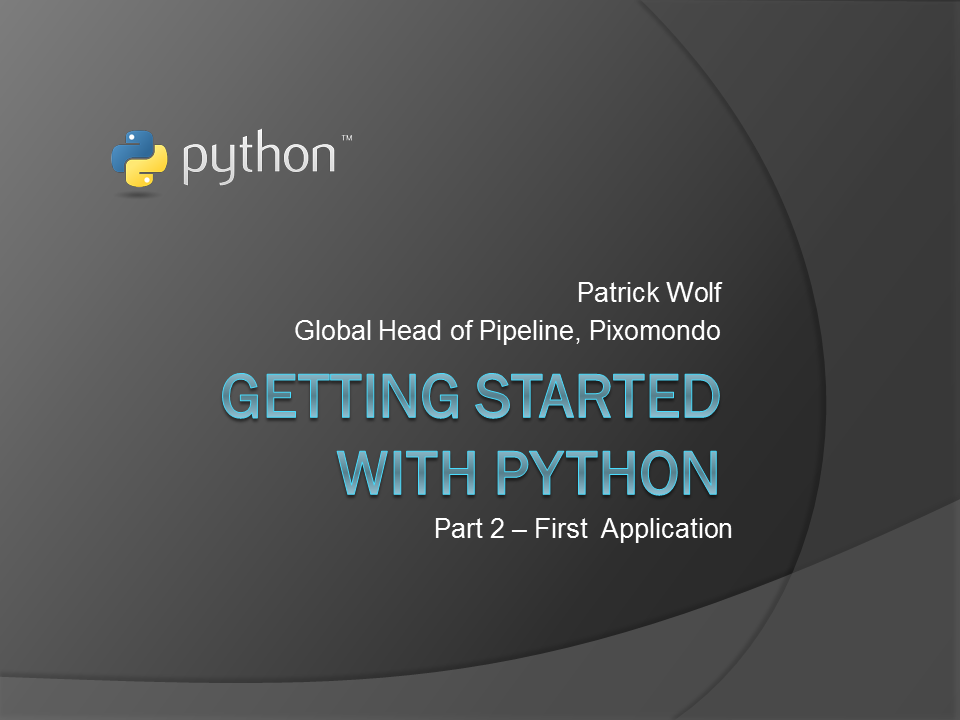 python™
Patrick Wolf
Global Head of Pipeline, Pixomondo
GETTING STARTED
WITH PYTHON
Part 2 – First  Application